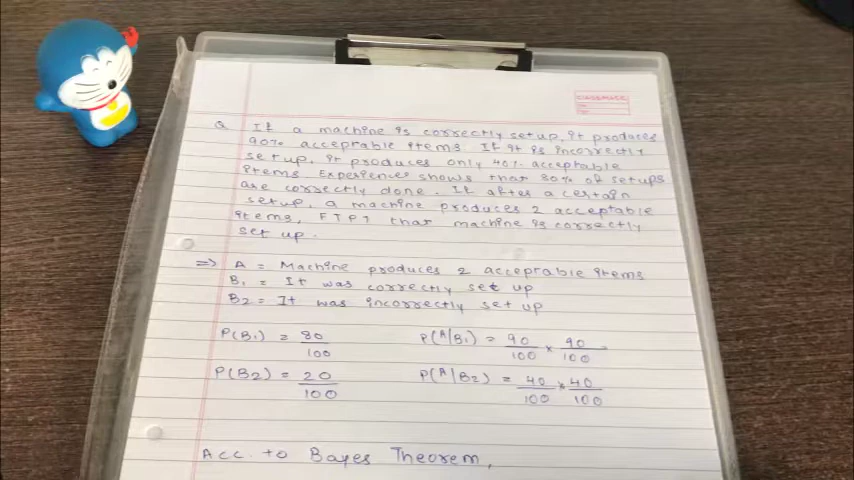 CLASSMATE
Q If a machine is correctly setup, it produces
90% acceptable items. If it is incorrectly
setup, it produces only 40% acceptable
items. Experiences shows that 80% of setups
are correctly done. If after a certain
setup, a machine produces 2 acceptable
items, FTPT that machine is correctly
set up.
=> A = Machine produces 2 acceptable items
B1 = It was correctly set up
B2 = It was incorrectly set up
P(B1) = 80/100 P(A/B1) = 90/100 × 90/100
P(B2) = 20/100 P(A/B2) = 40/100 × 40/100
Acc. to Bayes Theorem,